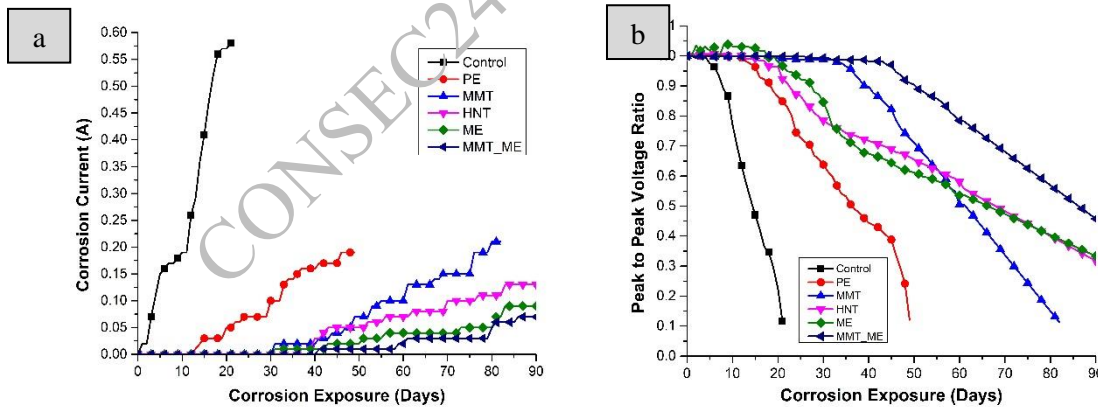 a
0.60
0.55
0.50
0.45
0.40
0.35
0.30
0.25
0.20
0.15
0.10
0.05
0.00
Corrosion Current (A)
0 10 20 30 40 50 60 70 80 90
Corrosion Exposure (Days)
Control
PE
MMT
HNT
ME
MMT_ME
CONSEC24
b
1
1
0.9
0.8
0.7
0.6
0.5
0.4
0.3
0.2
0.1
0.0
Peak to Peak Voltage Ratio
0 10 20 30 40 50 60 70 80 90
Corrosion Exposure (Days)
Control
PE
MMT
HNT
ME
MMT_ME